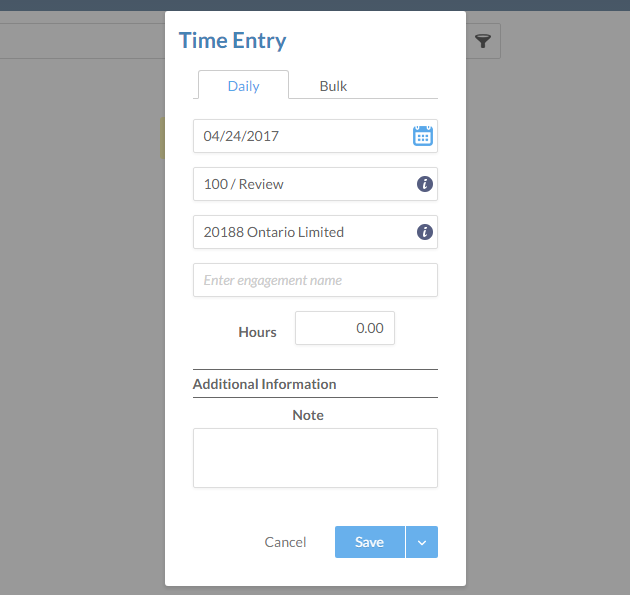 Time Entry
Daily Bulk
04/24/2017
100 / Review
20188 Ontario Limited
Enter engagement name
Hours 0.00
Additional Information
Note
Cancel Save